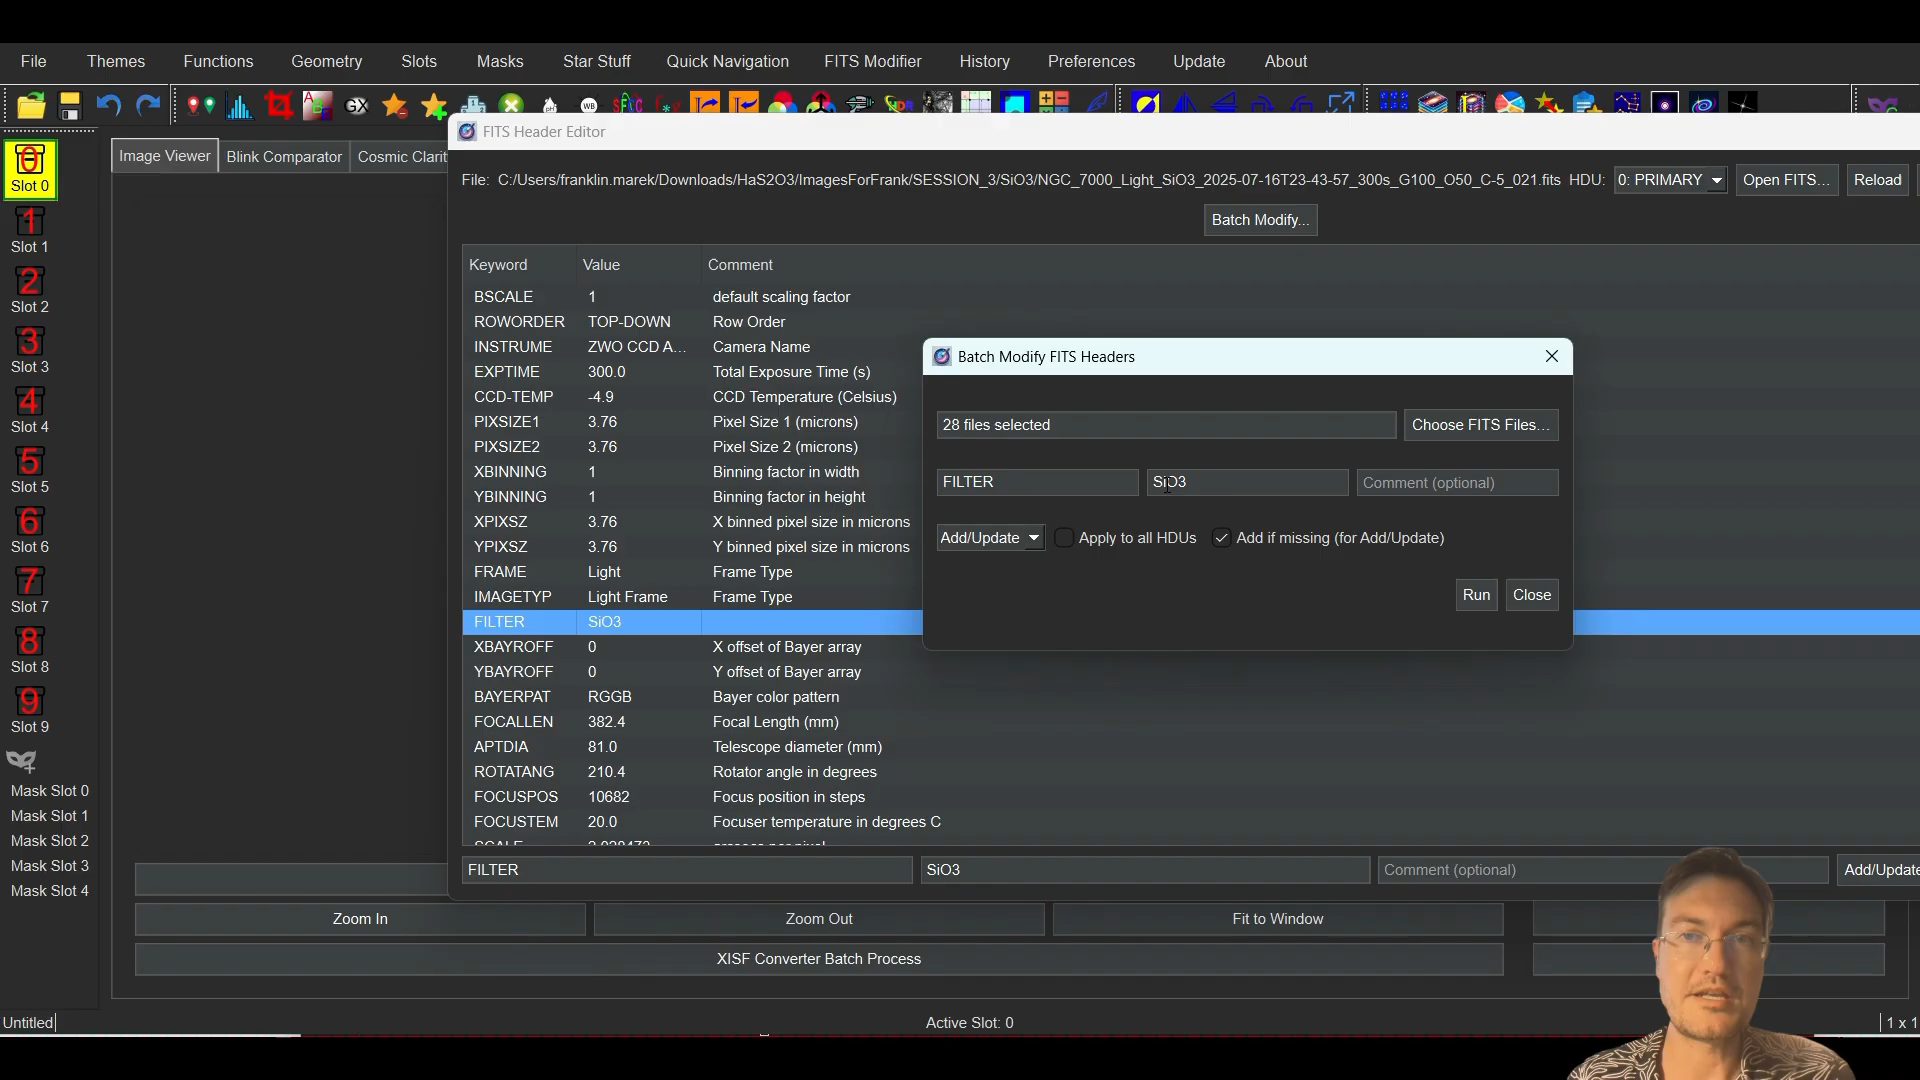 File Themes Functions Geometry Slots Masks Star Stuff Quick Navigation FITS Modifier History Preferences Update About
GX WB SFCC HDR
FITS Header Editor
0
Slot 0
1
Slot 1
2
Slot 2
3
Slot 3
4
Slot 4
5
Slot 5
6
Slot 6
7
Slot 7
8
Slot 8
9
Slot 9
Mask Slot 0
Mask Slot 1
Mask Slot 2
Mask Slot 3
Mask Slot 4
Image Viewer Blink Comparator Cosmic Clarit
File: C:/Users/franklin.marek/Downloads/HaS2O3/ImagesForFrank/SESSION_3/SiO3/NGC_7000_Light_SiO3_2025-07-16T23-43-57_300s_G100_O50_C-5_021.fits HDU: 0: PRIMARY Open FITS... Reload
Batch Modify...
Keyword Value Comment
BSCALE 1 default scaling factor
ROWORDER TOP-DOWN Row Order
INSTRUME ZWO CCD A... Camera Name
EXPTIME 300.0 Total Exposure Time (s)
CCD-TEMP -4.9 CCD Temperature (Celsius)
PIXSIZE1 3.76 Pixel Size 1 (microns)
PIXSIZE2 3.76 Pixel Size 2 (microns)
XBINNING 1 Binning factor in width
YBINNING 1 Binning factor in height
XPIXSZ 3.76 X binned pixel size in microns
YPIXSZ 3.76 Y binned pixel size in microns
FRAME Light Frame Type
IMAGETYP Light Frame Frame Type
FILTER SiO3
XBAYROFF 0 X offset of Bayer array
YBAYROFF 0 Y offset of Bayer array
BAYERPAT RGGB Bayer color pattern
FOCALLEN 382.4 Focal Length (mm)
APTDIA 81.0 Telescope diameter (mm)
ROTATANG 210.4 Rotator angle in degrees
FOCUSPOS 10682 Focus position in steps
FOCUSTEM 20.0 Focuser temperature in degrees C
Batch Modify FITS Headers
28 files selected Choose FITS Files...
FILTER SiO3 Comment (optional)
Add/Update Apply to all HDUs Add if missing (for Add/Update)
Run Close
FILTER SiO3 Comment (optional) Add/Update
Zoom In Zoom Out Fit to Window
XISF Converter Batch Process
Untitled Active Slot: 0 1 x 1